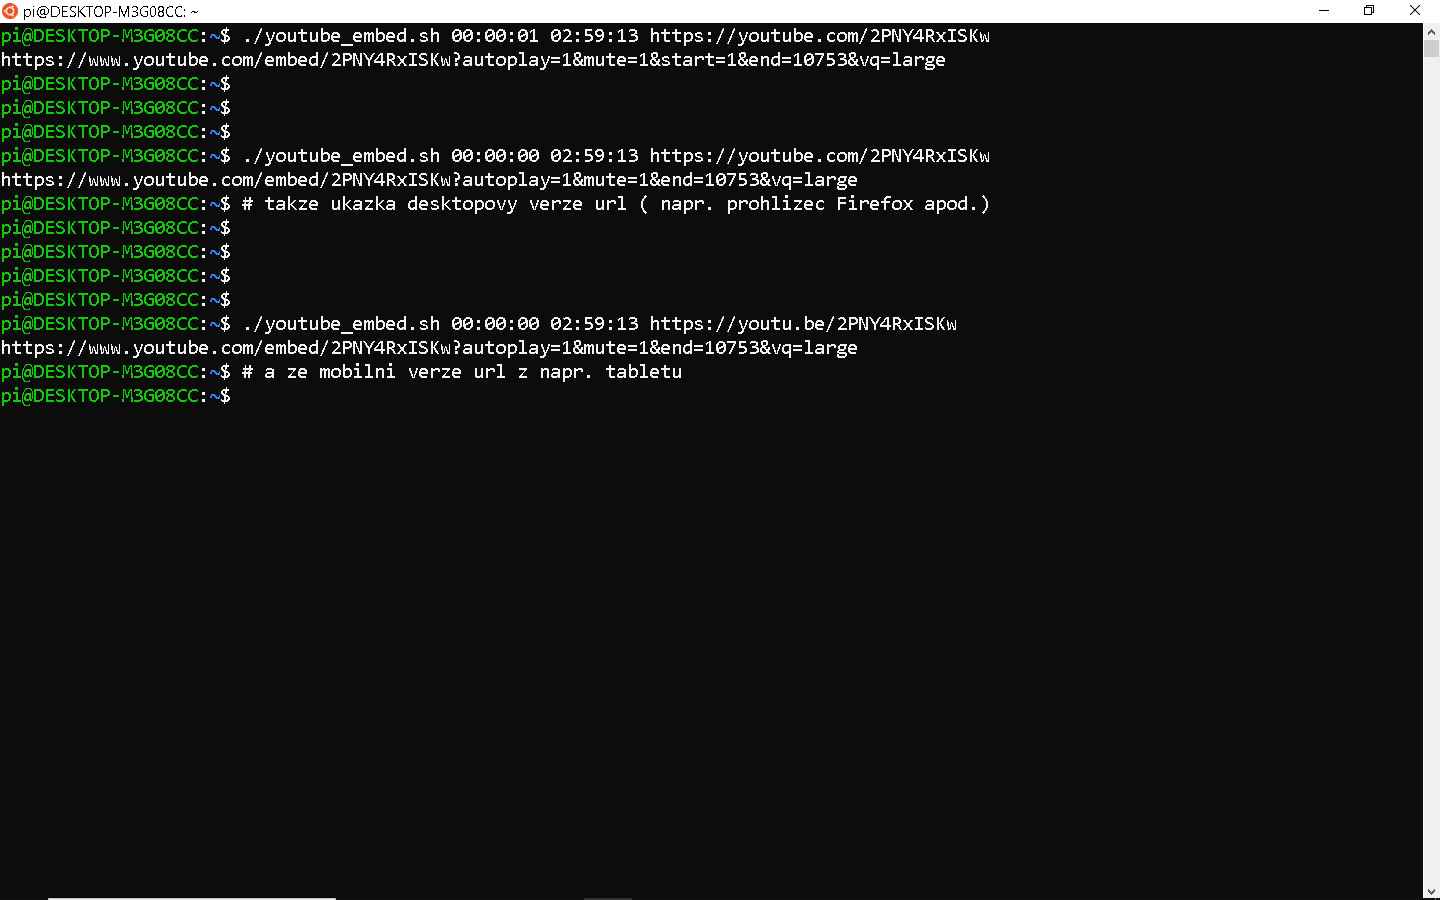 pi@DESKTOP-M3G08CC: ~
pi@DESKTOP-M3G08CC:~$ ./youtube_embed.sh 00:00:01 02:59:13 https://youtube.com/2PNY4RxISKw
https://www.youtube.com/embed/2PNY4RxISKw?autoplay=1&mute=1&start=1&end=10753&vq=large
pi@DESKTOP-M3G08CC:~$
pi@DESKTOP-M3G08CC:~$
pi@DESKTOP-M3G08CC:~$
pi@DESKTOP-M3G08CC:~$ ./youtube_embed.sh 00:00:00 02:59:13 https://youtube.com/2PNY4RxISKw
https://www.youtube.com/embed/2PNY4RxISKw?autoplay=1&mute=1&end=10753&vq=large
pi@DESKTOP-M3G08CC:~$ # takze ukazka desktopovy verze url ( napr. prohlizec Firefox apod.)
pi@DESKTOP-M3G08CC:~$
pi@DESKTOP-M3G08CC:~$
pi@DESKTOP-M3G08CC:~$
pi@DESKTOP-M3G08CC:~$
pi@DESKTOP-M3G08CC:~$ ./youtube_embed.sh 00:00:00 02:59:13 https://youtu.be/2PNY4RxISKw
https://www.youtube.com/embed/2PNY4RxISKw?autoplay=1&mute=1&end=10753&vq=large
pi@DESKTOP-M3G08CC:~$ # a ze mobilni verze url z napr. tabletu
pi@DESKTOP-M3G08CC:~$